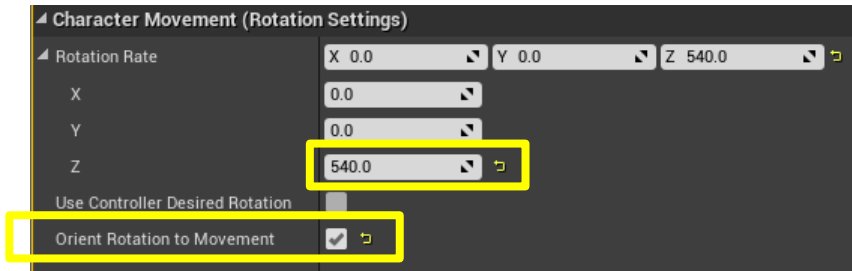 Character Movement (Rotation Settings)
Rotation Rate X 0.0 Y 0.0 Z 540.0
X 0.0
Y 0.0
Z 540.0
Use Controller Desired Rotation
Orient Rotation to Movement